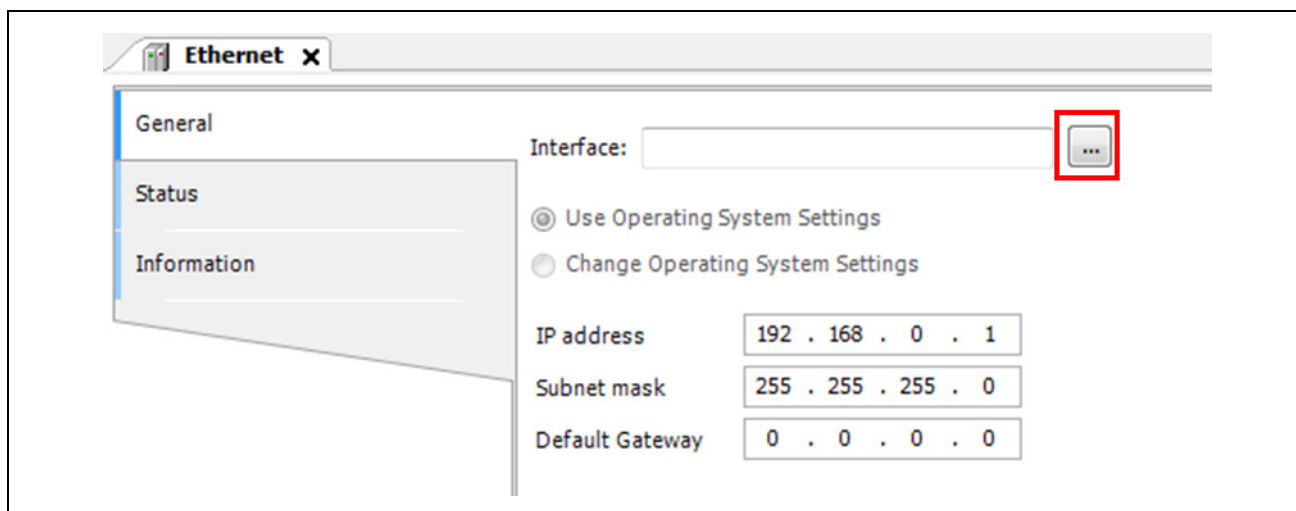 Ethernet x
General
Interface: ...
Status
Use Operating System Settings
Information
Change Operating System Settings
IP address 192 . 168 . 0 . 1
Subnet mask 255 . 255 . 255 . 0
Default Gateway 0 . 0 . 0 . 0